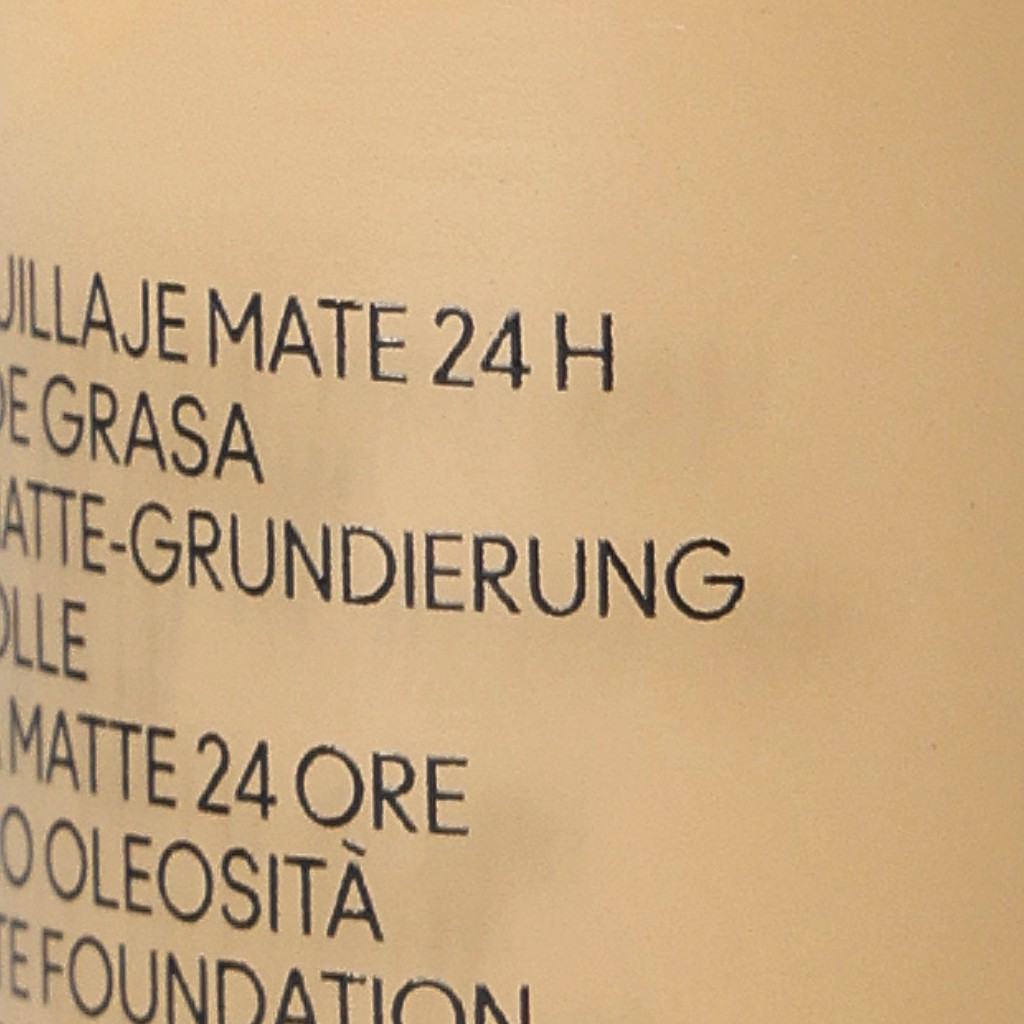 UILLAJE MATE 24 H
DE GRASA
ATTE-GRUNDIERUNG
OLLE
MATTE 24 ORE
O OLEOSITÀ
TE FOUNDATION